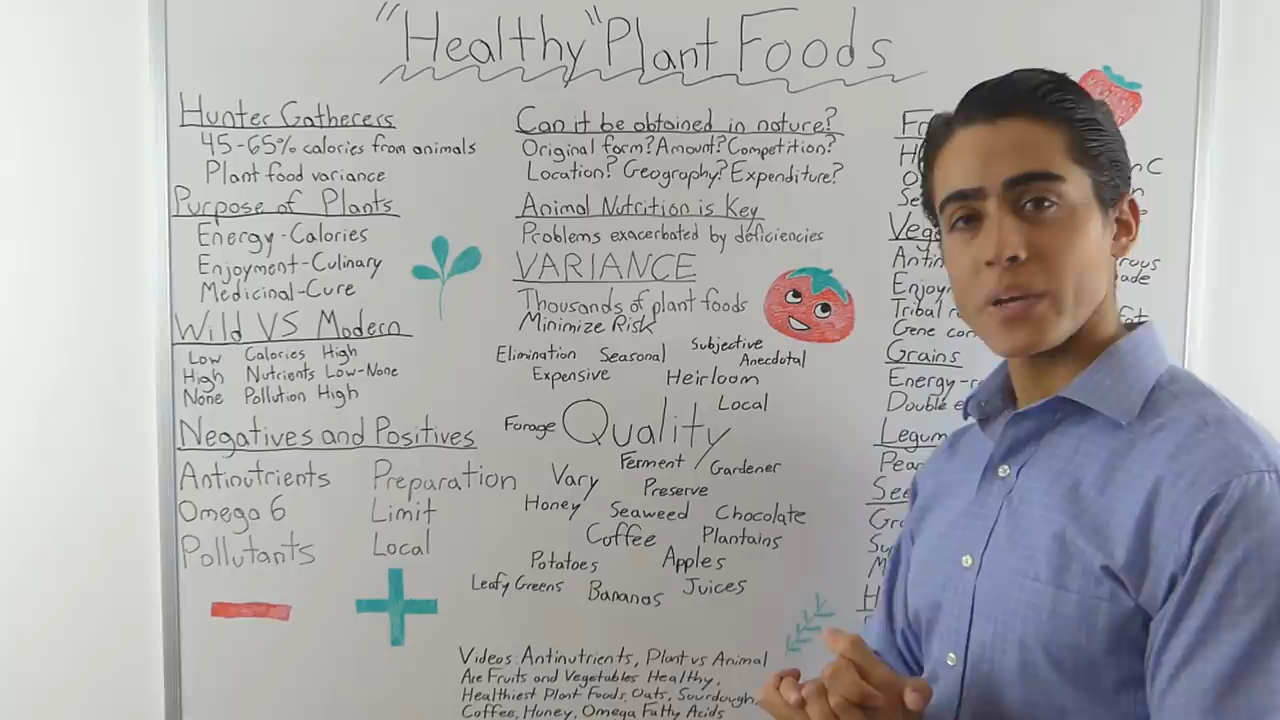 "Healthy" Plant Foods
Hunter Gatherers
45-65% calories from animals
Plant food variance
Purpose of Plants
Energy-Calories
Enjoyment-Culinary
Medicinal-Cure
Wild VS Modern
Low Calories High
High Nutrients Low-None
None Pollution High
Negatives and Positives
Antinutrients Preparation
Omega 6 Limit
Pollutants Local
Can it be obtained in nature?
Original form? Amount? Competition?
Location? Geography? Expenditure?
Animal Nutrition is Key
Problems exacerbated by deficiencies
VARIANCE
Thousands of plant foods
Minimize Risk
Elimination Seasonal Subjective
Anecdotal
Expensive Heirloom
Local
Forage Quality
Ferment Gardener
Vary Preserve
Honey Seaweed Chocolate
Coffee Plantains
Potatoes Apples
Leafy Greens Bananas Juices
Videos: Antinutrients, Plant vs Animal
Are Fruits and Vegetables Healthy,
Healthiest Plant Foods, Oats, Sourdough,
Coffee, Honey, Omega Fatty Acids
C
Grains
Energy-
Double